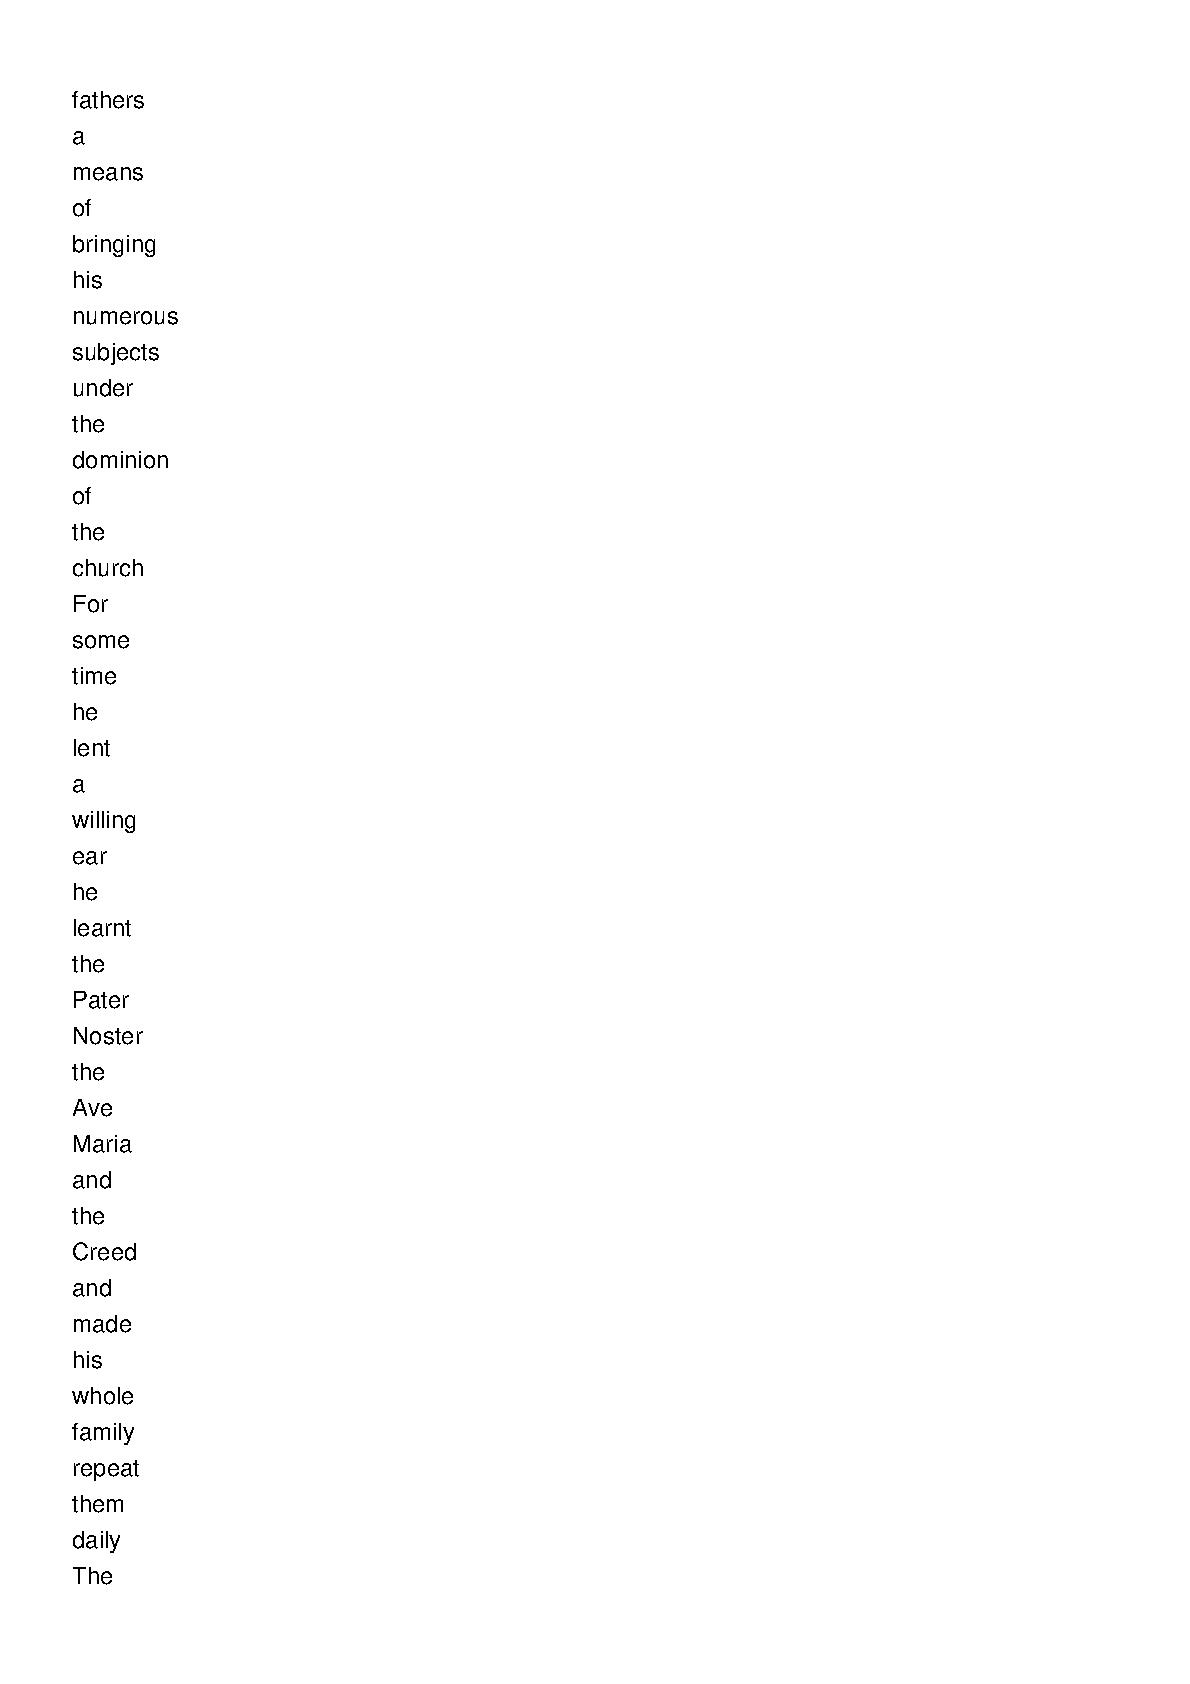 fathers
a
means
of
bringing
his
numerous
subjects
under
the
dominion
of
the
church
For
some
time
he
lent
a
willing
ear
he
learnt
the
Pater
Noster
the
Ave
Maria
and
the
Creed
and
made
his
whole
family
repeat
them
daily
The